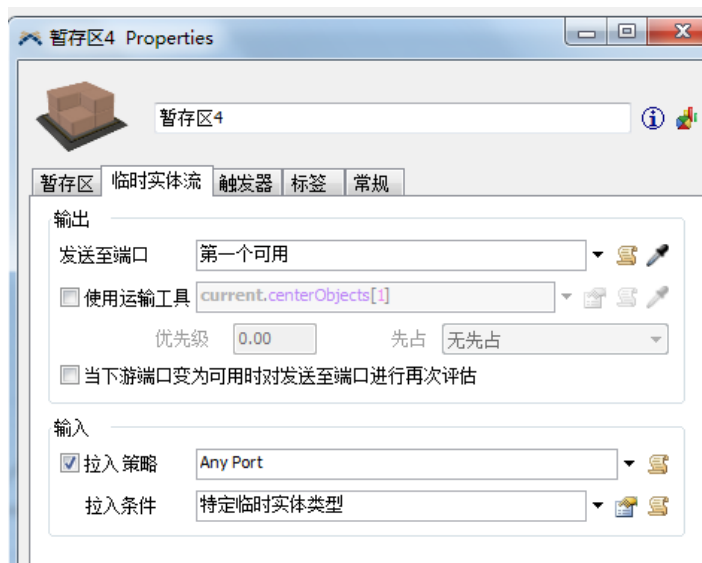 暂存区4 Properties
暂存区4
暂存区 临时实体流 触发器 标签 常规
输出
发送至端口 第一个可用
使用运输工具 current.centerObjects[1]
优先级 0.00 先占 无先占
当下游端口变为可用时对发送至端口进行再次评估
输入
拉入策略 Any Port
拉入条件 特定临时实体类型